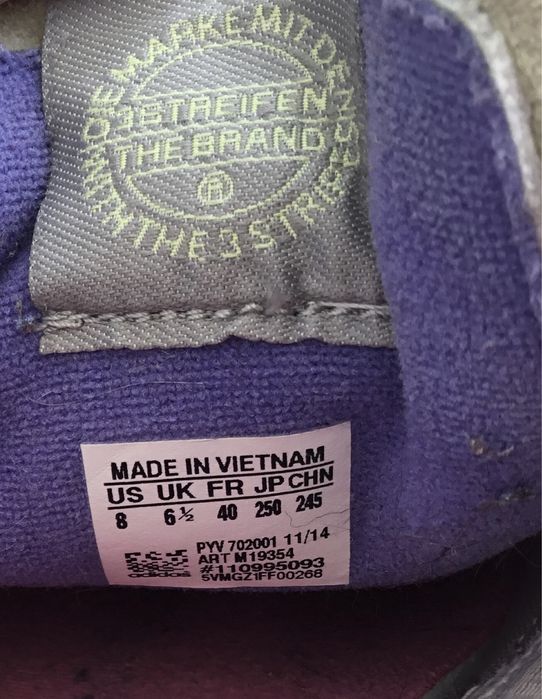 DIE MARKE MIT DEN
3 STREIFEN
THE BRAND
WITH THE 3 STRIPES
MADE IN VIETNAM
US UK FR JP CHN
8 6½ 40 250 245
PYV 702001 11/14
ART M19354
#110995093
adidas 5VMGZ1FF00268